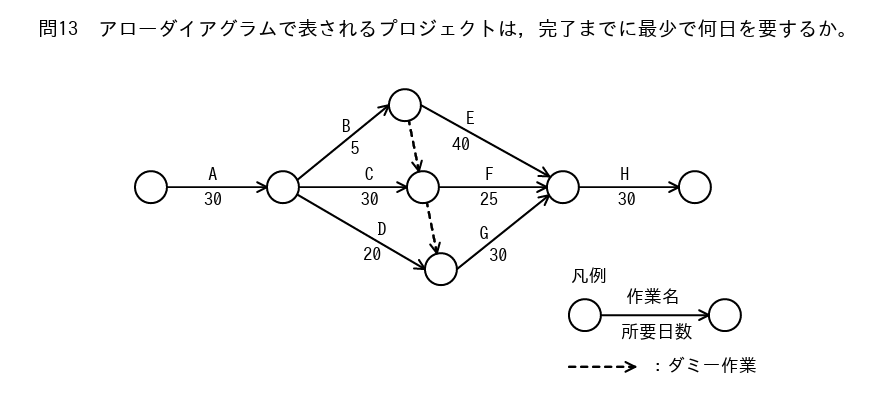 問13　アローダイアグラムで表されるプロジェクトは，完了までに最少で何日を要するか。
B
5
E
40
A
30
C
30
F
25
H
30
D
20
G
30
凡例
作業名
所要日数
：ダミー作業